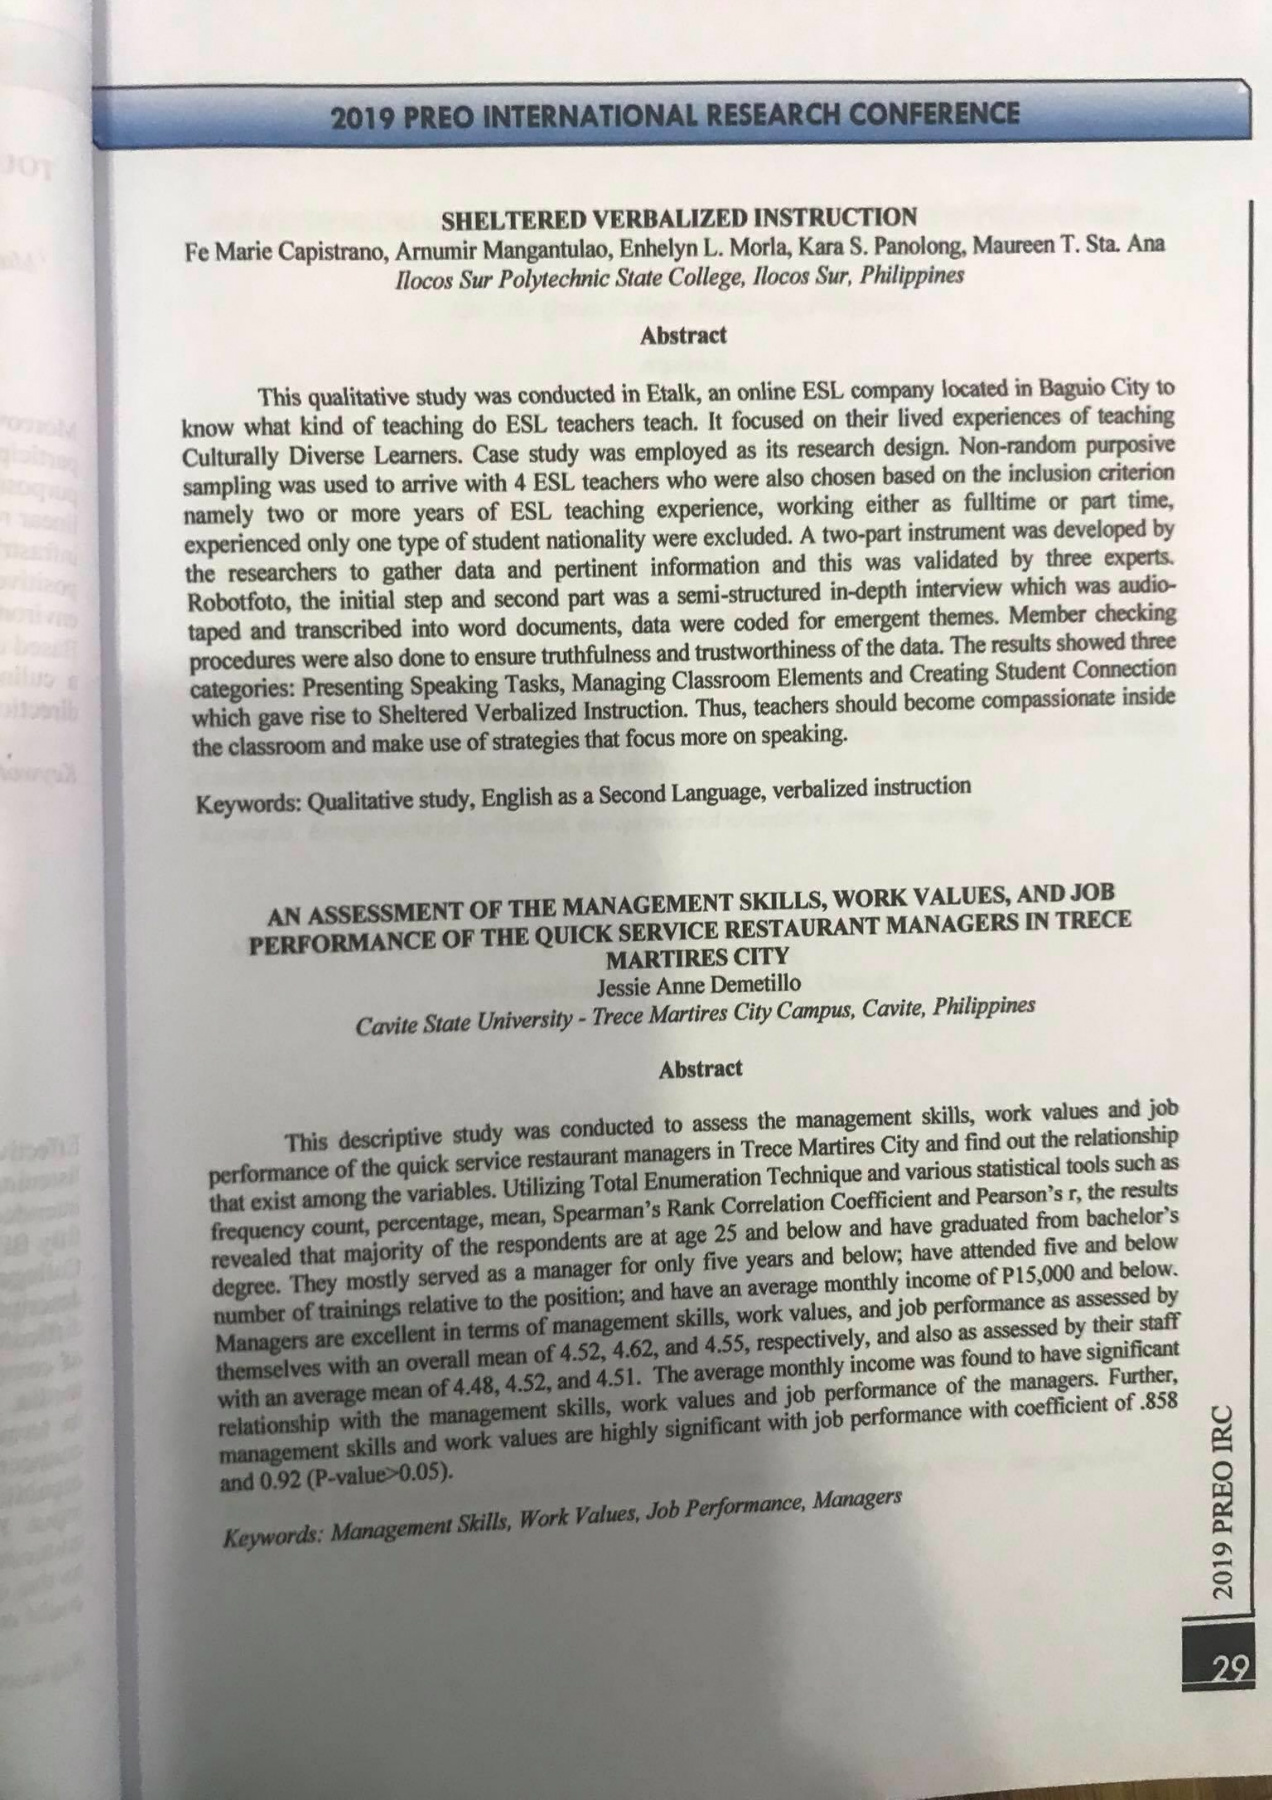 2019 PREO INTERNATIONAL RESEARCH CONFERENCE
SHELTERED VERBALIZED INSTRUCTION
Fe Marie Capistrano, Arnumir Mangantulao, Enhelyn L. Morla, Kara S. Panolong, Maureen T. Sta. Ana
Ilocos Sur Polytechnic State College, Ilocos Sur, Philippines
Abstract
This qualitative study was conducted in Etalk, an online ESL company located in Baguio City to
know what kind of teaching do ESL teachers teach. It focused on their lived experiences of teaching
Culturally Diverse Learners. Case study was employed as its research design. Non-random purposive
sampling was used to arrive with 4 ESL teachers who were also chosen based on the inclusion criterion
namely two or more years of ESL teaching experience, working either as fulltime or part time,
experienced only one type of student nationality were excluded. A two-part instrument was developed by
the researchers to gather data and pertinent information and this was validated by three experts.
Robotfoto, the initial step and second part was a semi-structured in-depth interview which was audio-
taped and transcribed into word documents, data were coded for emergent themes. Member checking
procedures were also done to ensure truthfulness and trustworthiness of the data. The results showed three
categories: Presenting Speaking Tasks, Managing Classroom Elements and Creating Student Connection
which gave rise to Sheltered Verbalized Instruction. Thus, teachers should become compassionate inside
the classroom and make use of strategies that focus more on speaking.
Keywords: Qualitative study, English as a Second Language, verbalized instruction
AN ASSESSMENT OF THE MANAGEMENT SKILLS, WORK VALUES, AND JOB
PERFORMANCE OF THE QUICK SERVICE RESTAURANT MANAGERS IN TRECE
MARTIRES CITY
Jessie Anne Demetillo
Cavite State University - Trece Martires City Campus, Cavite, Philippines
Abstract
This descriptive study was conducted to assess the management skills, work values and job
performance of the quick service restaurant managers in Trece Martires City and find out the relationship
that exist among the variables. Utilizing Total Enumeration Technique and various statistical tools such as
frequency count, percentage, mean, Spearman's Rank Correlation Coefficient and Pearson's r, the results
revealed that majority of the respondents are at age 25 and below and have graduated from bachelor's
degree. They mostly served as a manager for only five years and below; have attended five and below
number of trainings relative to the position; and have an average monthly income of P15,000 and below.
Managers are excellent in terms of management skills, work values, and job performance as assessed by
themselves with an overall mean of 4.52, 4.62, and 4.55, respectively, and also as assessed by their staff
with an average mean of 4.48, 4.52, and 4.51. The average monthly income was found to have significant
relationship with the management skills, work values and job performance of the managers. Further,
management skills and work values are highly significant with job performance with coefficient of .858
and 0.92 (P-value>0.05).
Keywords: Management Skills, Work Values, Job Performance, Managers
2019 PREO IRC
29